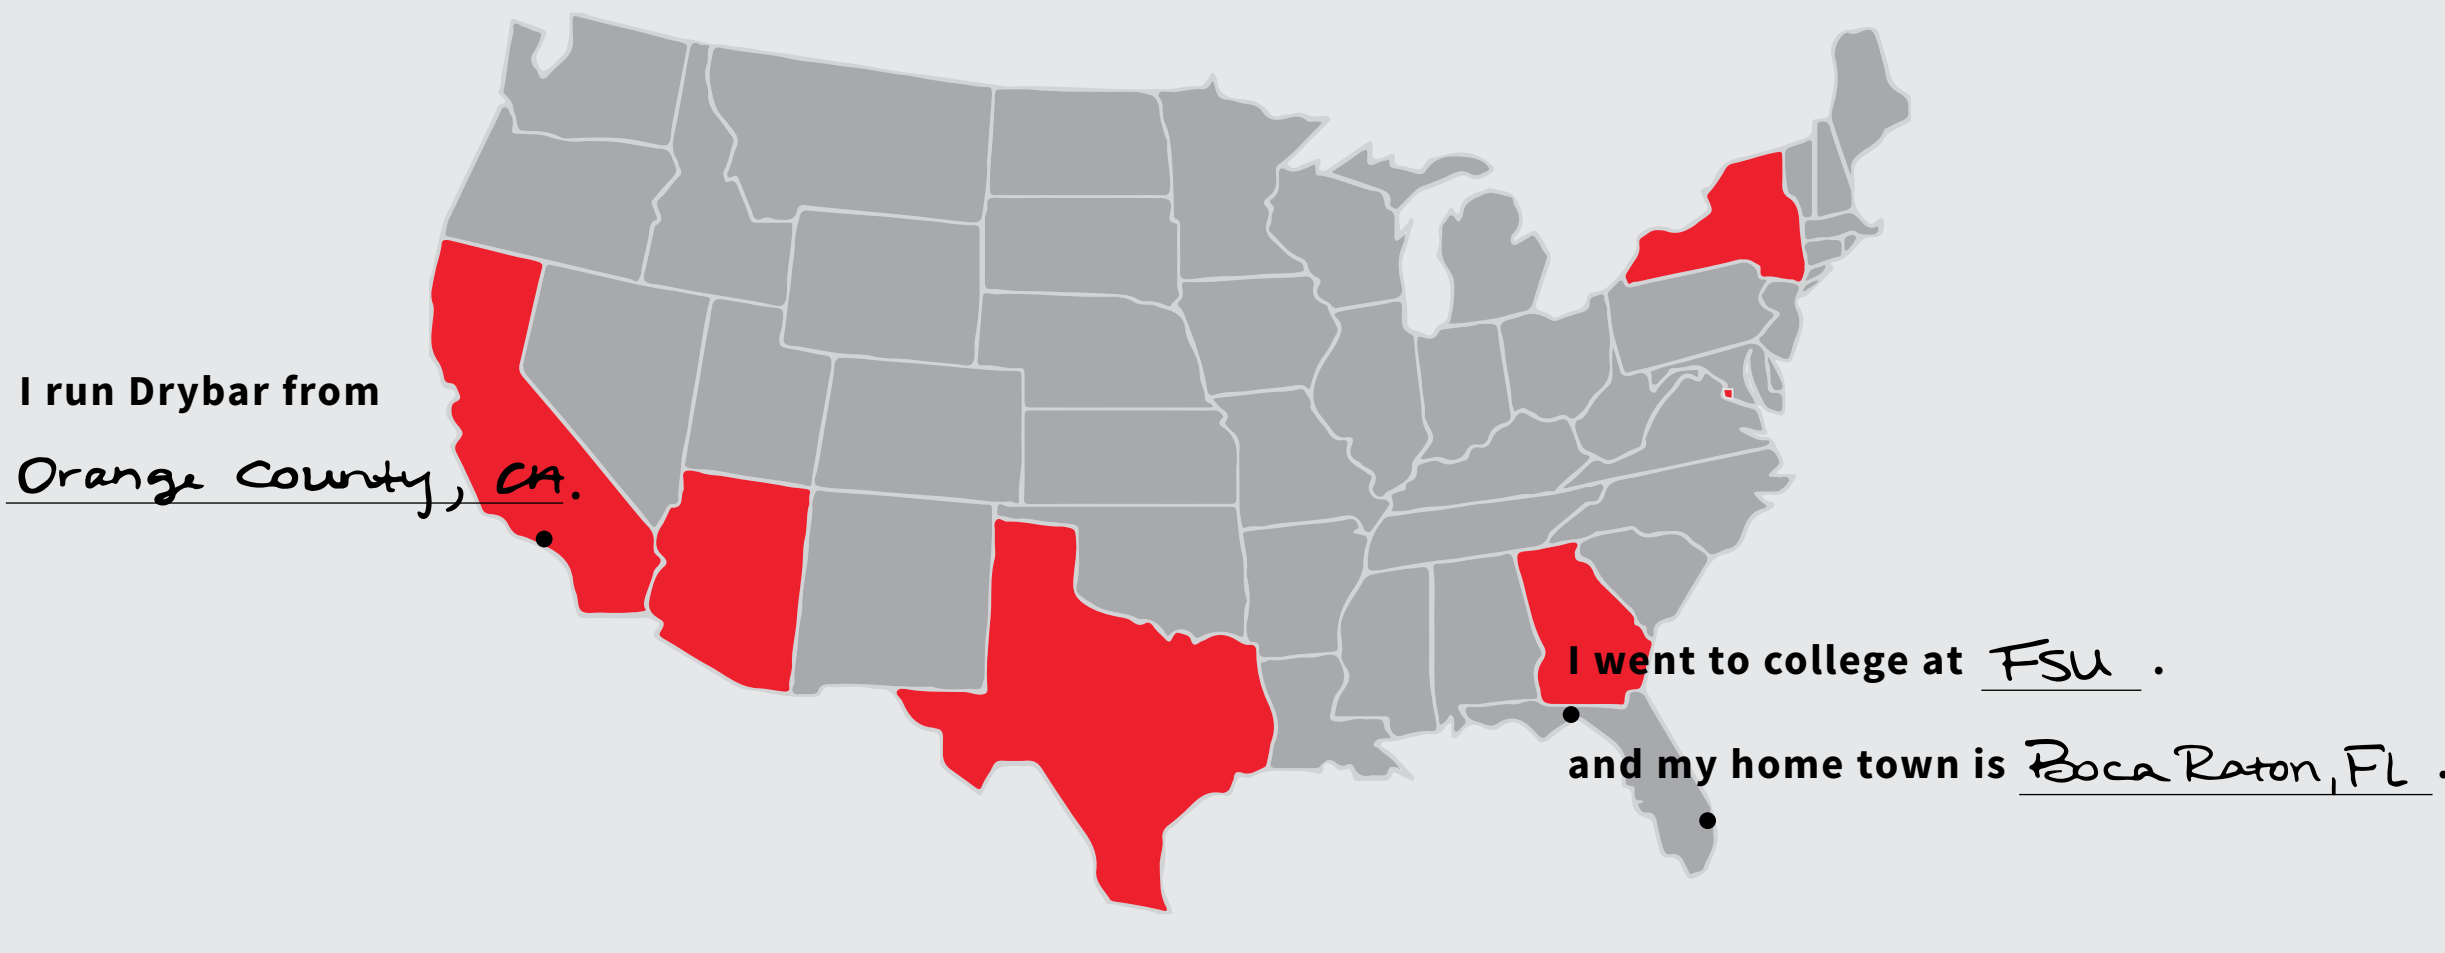 I run Drybar from
Orange County, CA.
I went to college at FSU .
and my home town is Boca Raton, FL .